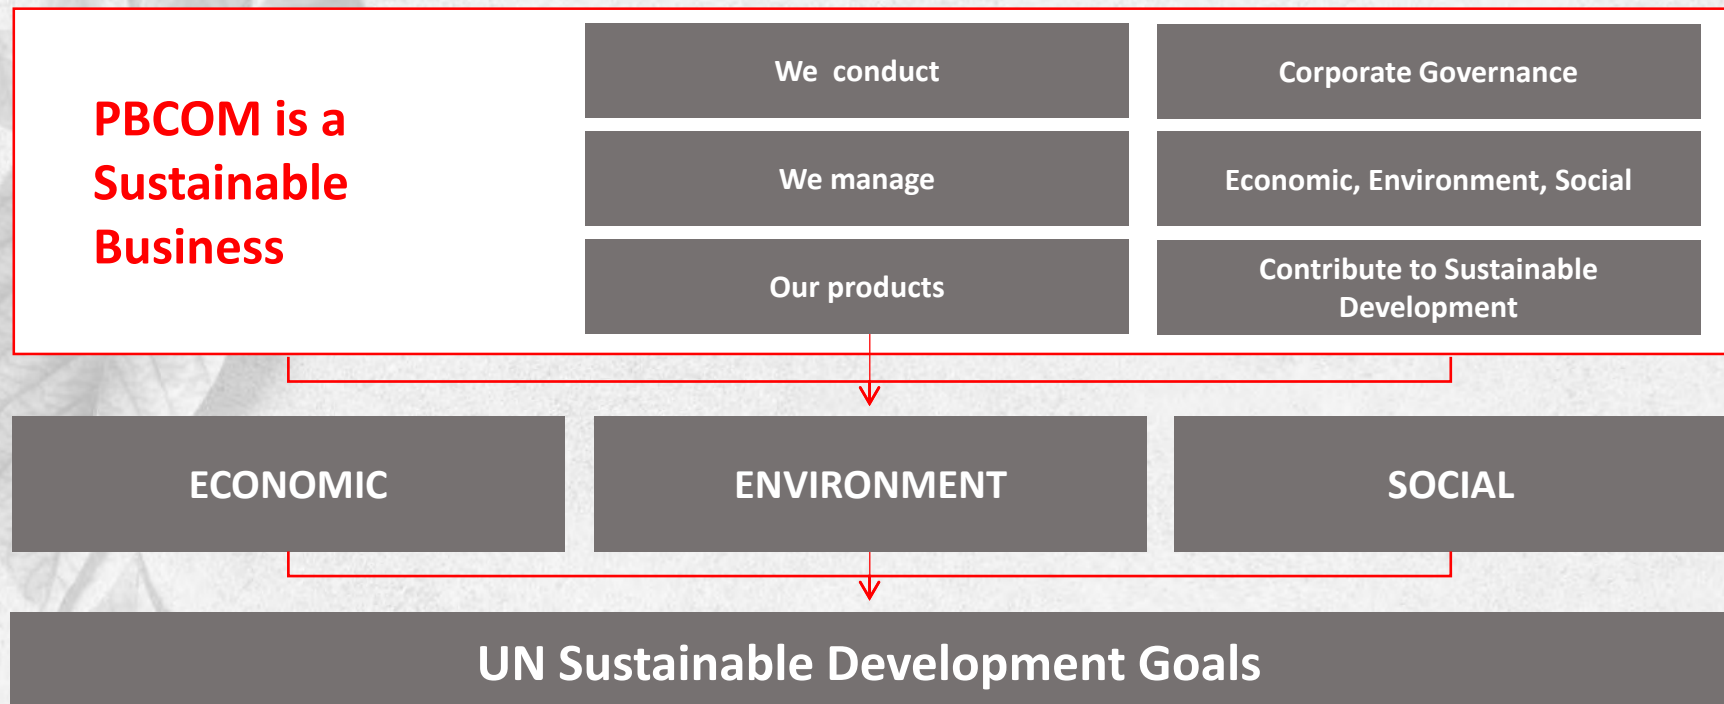 PBCOM is a
Sustainable
Business
We conduct
Corporate Governance
We manage
Economic, Environment, Social
Our products
Contribute to Sustainable
Development
ECONOMIC
ENVIRONMENT
SOCIAL
UN Sustainable Development Goals